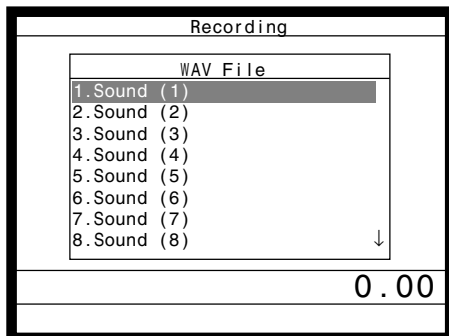 Recording
WAV File
1.Sound (1)
2.Sound (2)
3.Sound (3)
4.Sound (4)
5.Sound (5)
6.Sound (6)
7.Sound (7)
8.Sound (8) ↓
0.00